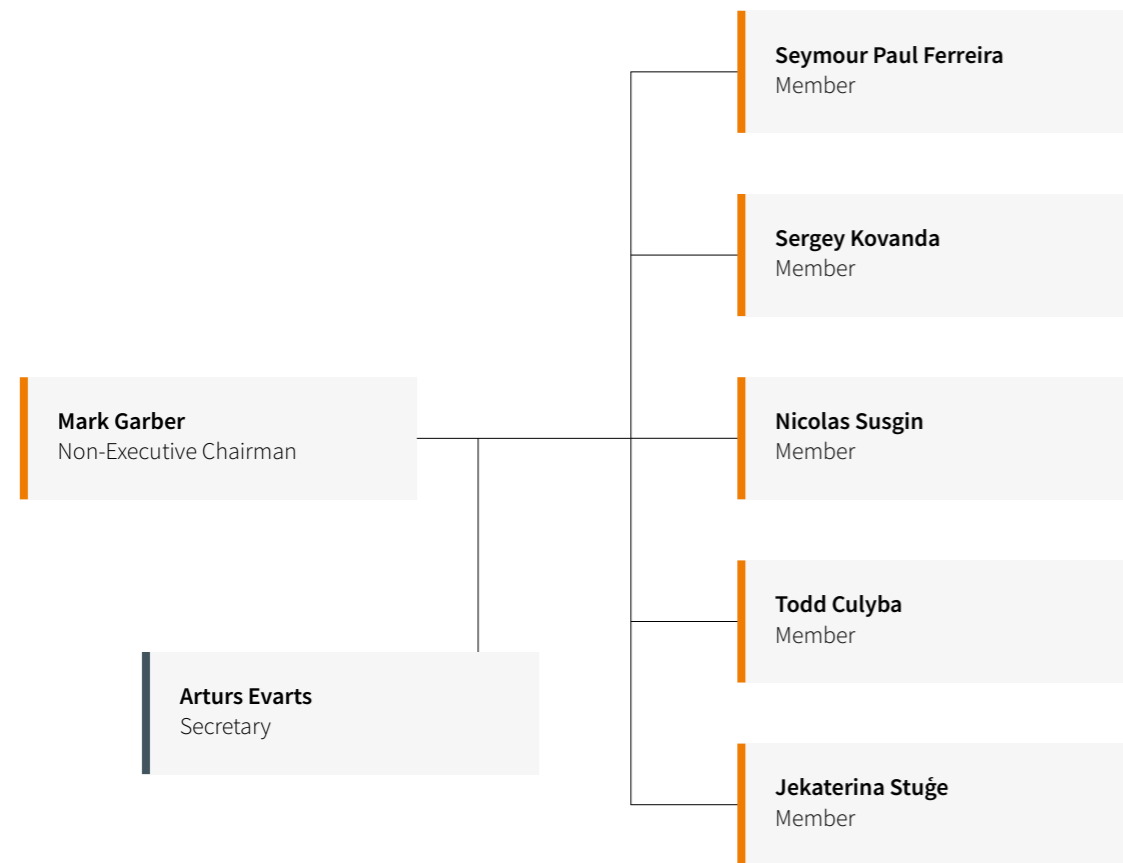 Seymour Paul Ferreira
Member
Sergey Kovanda
Member
Mark Garber
Non-Executive Chairman
Nicolas Susgin
Member
Todd Culyba
Member
Arturs Evarts
Secretary
Jekaterina Stuģe
Member